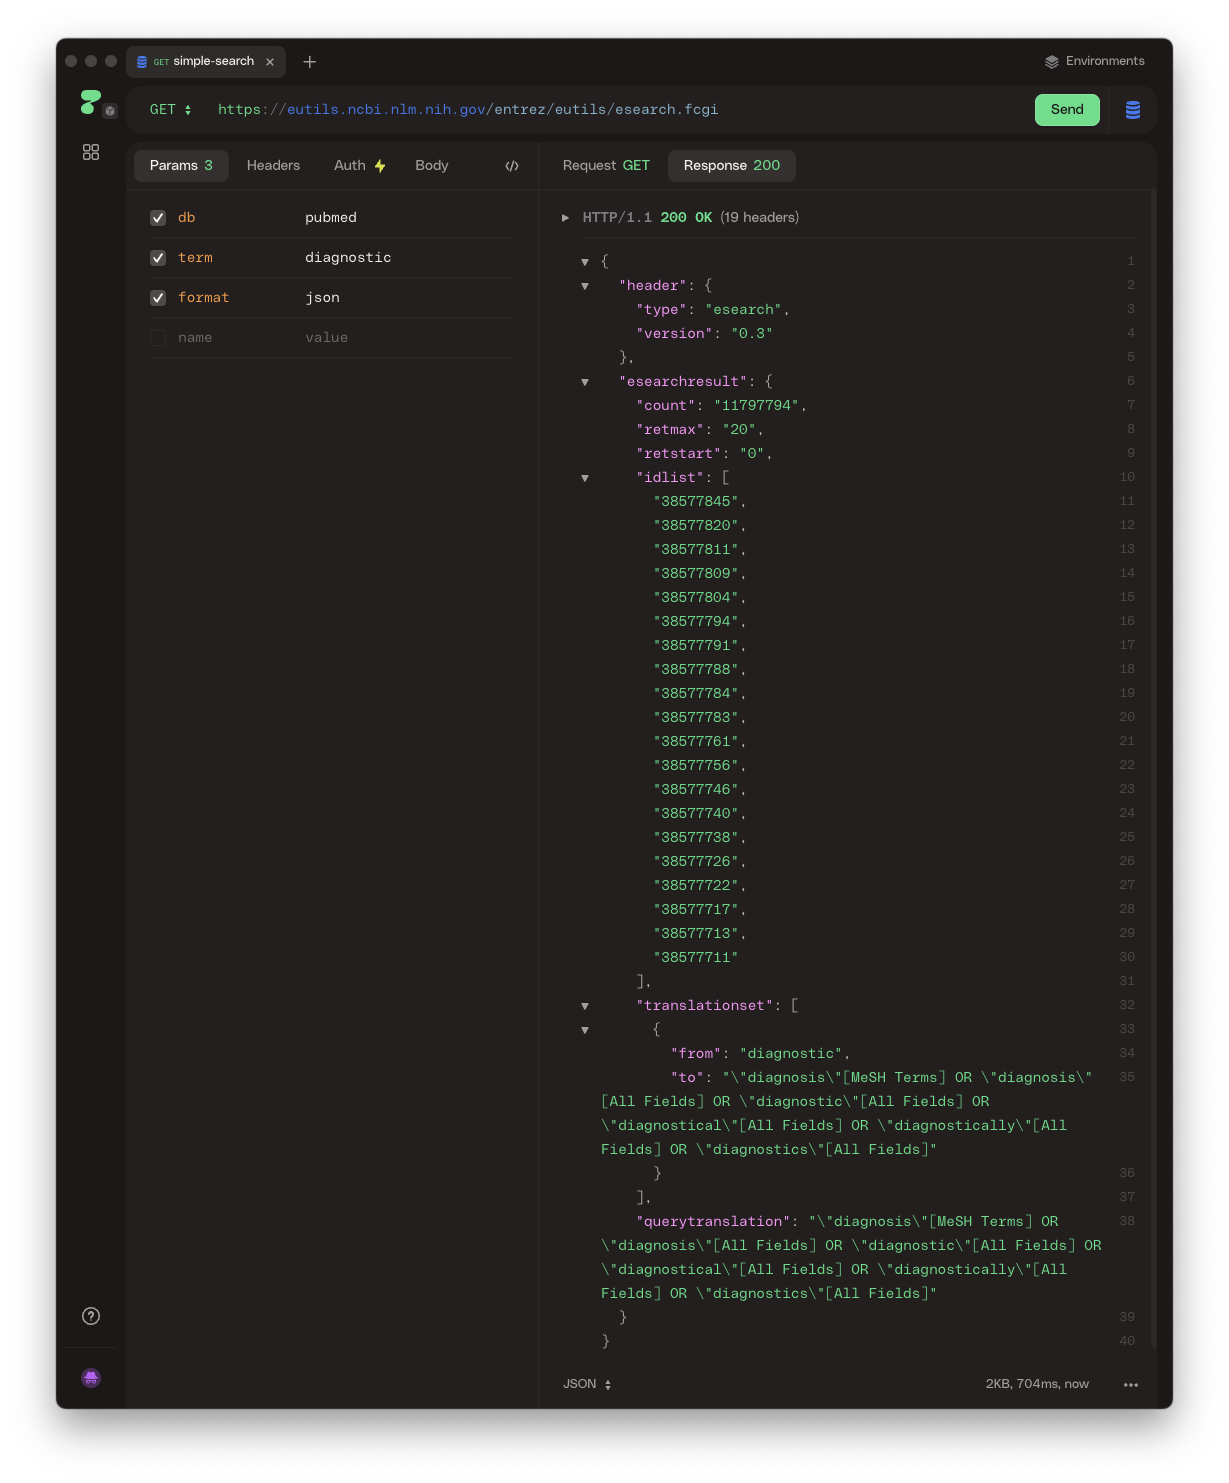 GET simple-search
Environments
GET https://eutils.ncbi.nlm.nih.gov/entrez/eutils/esearch.fcgi Send
Params 3 Headers Auth Body </>
Request GET Response 200
db pubmed
term diagnostic
format json
name value
HTTP/1.1 200 OK (19 headers)
{ 1
"header": { 2
"type": "esearch", 3
"version": "0.3" 4
}, 5
"esearchresult": { 6
"count": "11797794", 7
"retmax": "20", 8
"retstart": "0", 9
"idlist": [ 10
"38577845", 11
"38577820", 12
"38577811", 13
"38577809", 14
"38577804", 15
"38577794", 16
"38577791", 17
"38577788", 18
"38577784", 19
"38577783", 20
"38577761", 21
"38577756", 22
"38577746", 23
"38577740", 24
"38577738", 25
"38577726", 26
"38577722", 27
"38577717", 28
"38577713", 29
"38577711" 30
], 31
"translationset": [ 32
{ 33
"from": "diagnostic", 34
"to": "\"diagnosis\"[MeSH Terms] OR \"diagnosis\" 35
[All Fields] OR \"diagnostic\"[All Fields] OR
\"diagnostical\"[All Fields] OR \"diagnostically\"[All
Fields] OR \"diagnostics\"[All Fields]"
} 36
], 37
"querytranslation": "\"diagnosis\"[MeSH Terms] OR 38
\"diagnosis\"[All Fields] OR \"diagnostic\"[All Fields] OR
\"diagnostical\"[All Fields] OR \"diagnostically\"[All
Fields] OR \"diagnostics\"[All Fields]"
} 39
} 40
JSON 2KB, 704ms, now